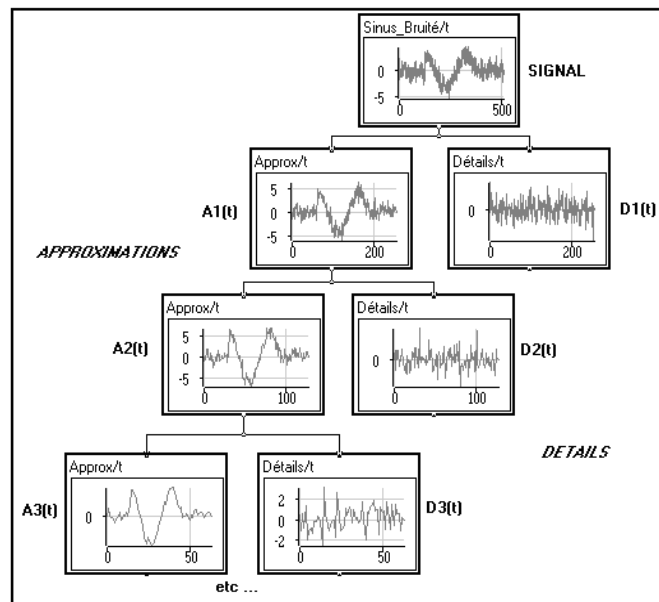 Sinus_Bruité/t
0
-5
0 500
SIGNAL
Approx/t
5
0
-5
0 200
A1(t)
Détails/t
0
0 200
D1(t)
APPROXIMATIONS
Approx/t
5
0
-5
0 100
A2(t)
Détails/t
0
0 100
D2(t)
DETAILS
Approx/t
0
0 50
A3(t)
Détails/t
2
0
-2
0 50
D3(t)
etc ...